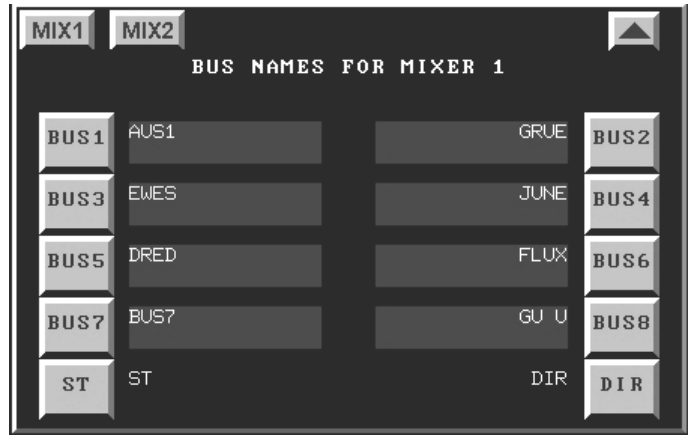 MIX1 MIX2
BUS NAMES FOR MIXER 1
BUS1 AUS1 GRUE BUS2
BUS3 EWES JUNE BUS4
BUS5 DRED FLUX BUS6
BUS7 BUS7 GU U BUS8
ST ST DIR DIR